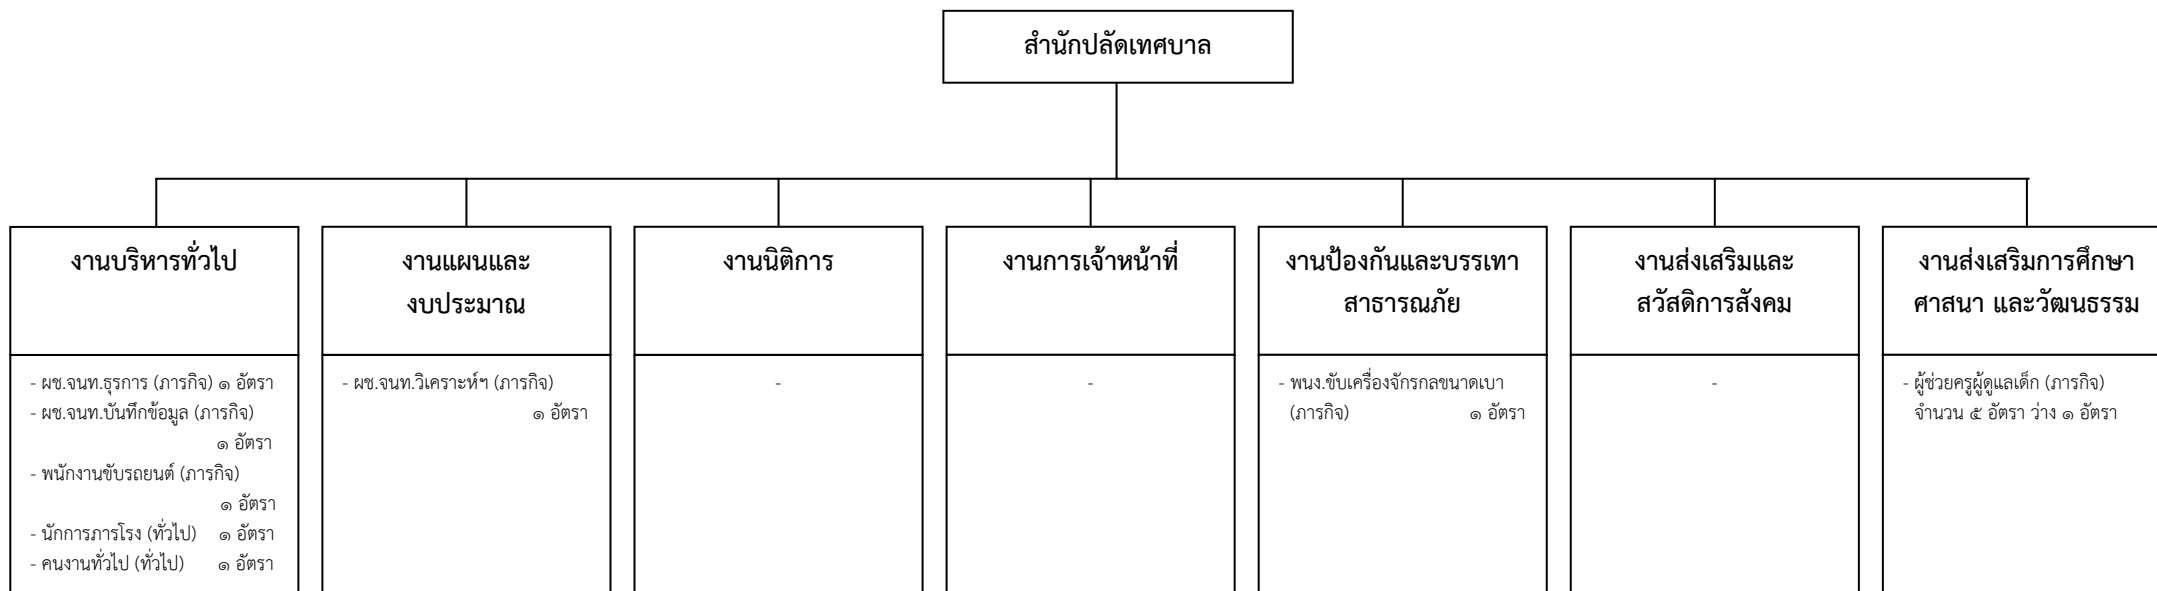 สำนักปลัดเทศบาล
งานบริหารทั่วไป
- ผช.จนท.ธุรการ (ภารกิจ) ๑ อัตรา
- ผช.จนท.บันทึกข้อมูล (ภารกิจ)
๑ อัตรา
- พนักงานขับรถยนต์ (ภารกิจ)
๑ อัตรา
- นักการภารโรง (ทั่วไป) ๑ อัตรา
- คนงานทั่วไป (ทั่วไป) ๑ อัตรา
งานแผนและ
งบประมาณ
- ผช.จนท.วิเคราะห์ฯ (ภารกิจ)
๑ อัตรา
งานนิติการ
-
งานการเจ้าหน้าที่
-
งานป้องกันและบรรเทา
สาธารณภัย
- พนง.ขับเครื่องจักรกลขนาดเบา
(ภารกิจ) ๑ อัตรา
งานส่งเสริมและ
สวัสดิการสังคม
-
งานส่งเสริมการศึกษา
ศาสนา และวัฒนธรรม
- ผู้ช่วยครูผู้ดูแลเด็ก (ภารกิจ)
จำนวน ๕ อัตรา ว่าง ๑ อัตรา